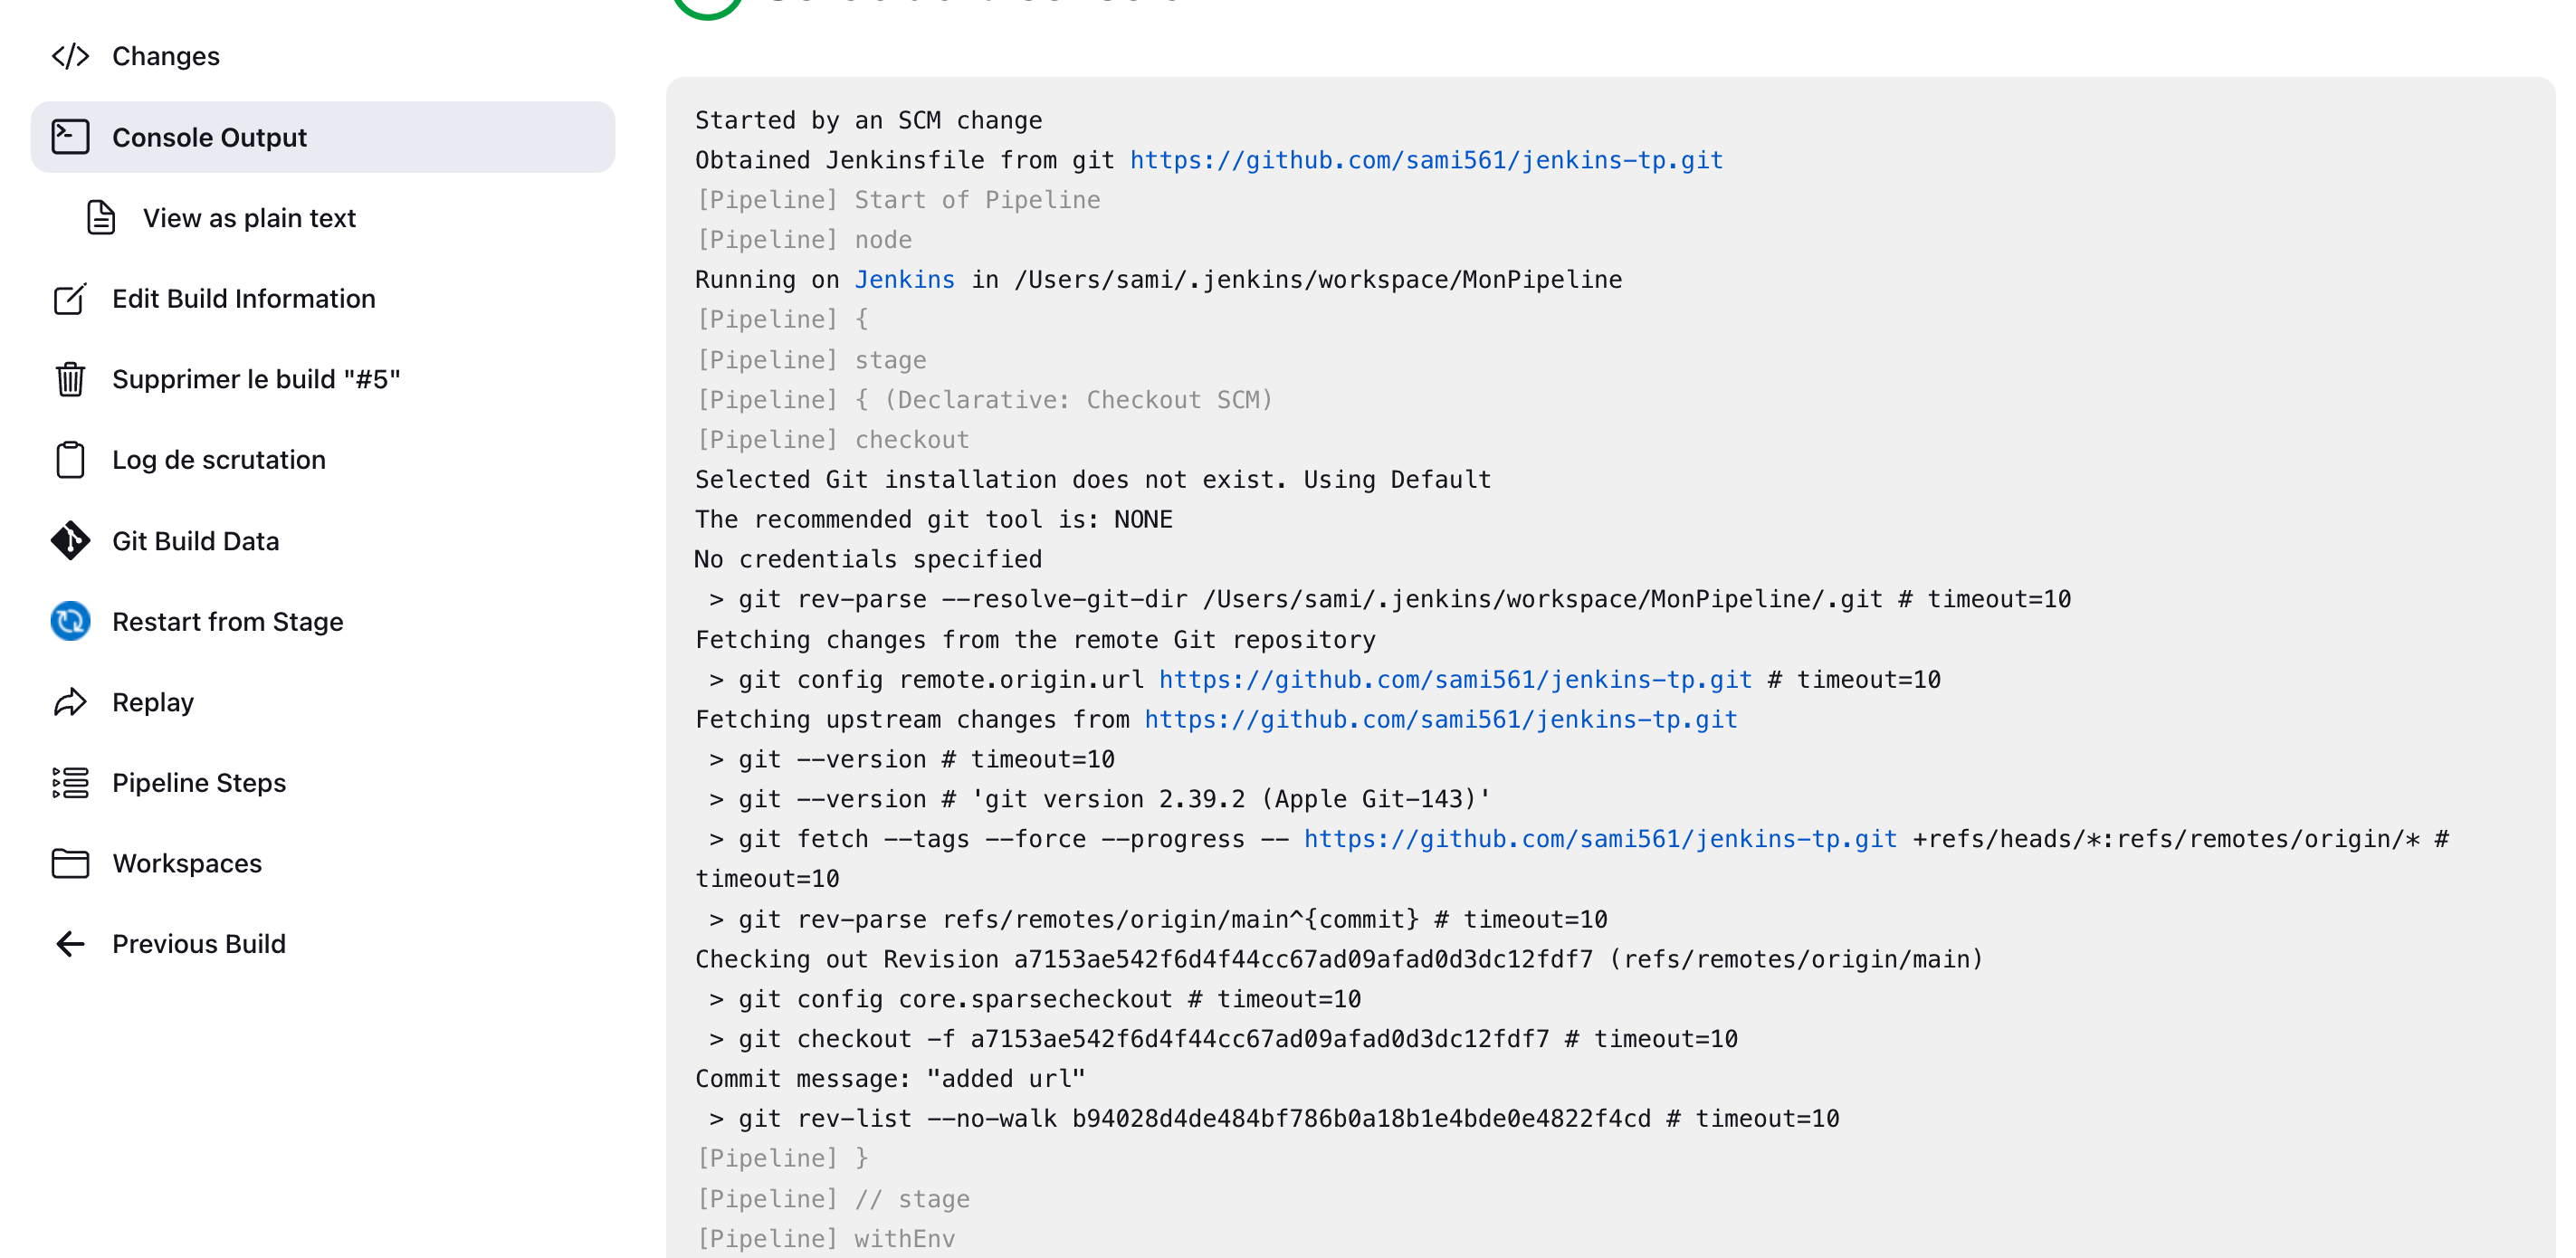 Changes
Console Output
View as plain text
Edit Build Information
Supprimer le build "#5"
Log de scrutation
Git Build Data
Restart from Stage
Replay
Pipeline Steps
Workspaces
Previous Build
Started by an SCM change
Obtained Jenkinsfile from git https://github.com/sami561/jenkins-tp.git
[Pipeline] Start of Pipeline
[Pipeline] node
Running on Jenkins in /Users/sami/.jenkins/workspace/MonPipeline
[Pipeline] {
[Pipeline] stage
[Pipeline] { (Declarative: Checkout SCM)
[Pipeline] checkout
Selected Git installation does not exist. Using Default
The recommended git tool is: NONE
No credentials specified
 > git rev-parse --resolve-git-dir /Users/sami/.jenkins/workspace/MonPipeline/.git # timeout=10
Fetching changes from the remote Git repository
 > git config remote.origin.url https://github.com/sami561/jenkins-tp.git # timeout=10
Fetching upstream changes from https://github.com/sami561/jenkins-tp.git
 > git --version # timeout=10
 > git --version # 'git version 2.39.2 (Apple Git-143)'
 > git fetch --tags --force --progress -- https://github.com/sami561/jenkins-tp.git +refs/heads/*:refs/remotes/origin/* #
timeout=10
 > git rev-parse refs/remotes/origin/main^{commit} # timeout=10
Checking out Revision a7153ae542f6d4f44cc67ad09afad0d3dc12fdf7 (refs/remotes/origin/main)
 > git config core.sparsecheckout # timeout=10
 > git checkout -f a7153ae542f6d4f44cc67ad09afad0d3dc12fdf7 # timeout=10
Commit message: "added url"
 > git rev-list --no-walk b94028d4de484bf786b0a18b1e4bde0e4822f4cd # timeout=10
[Pipeline] }
[Pipeline] // stage
[Pipeline] withEnv